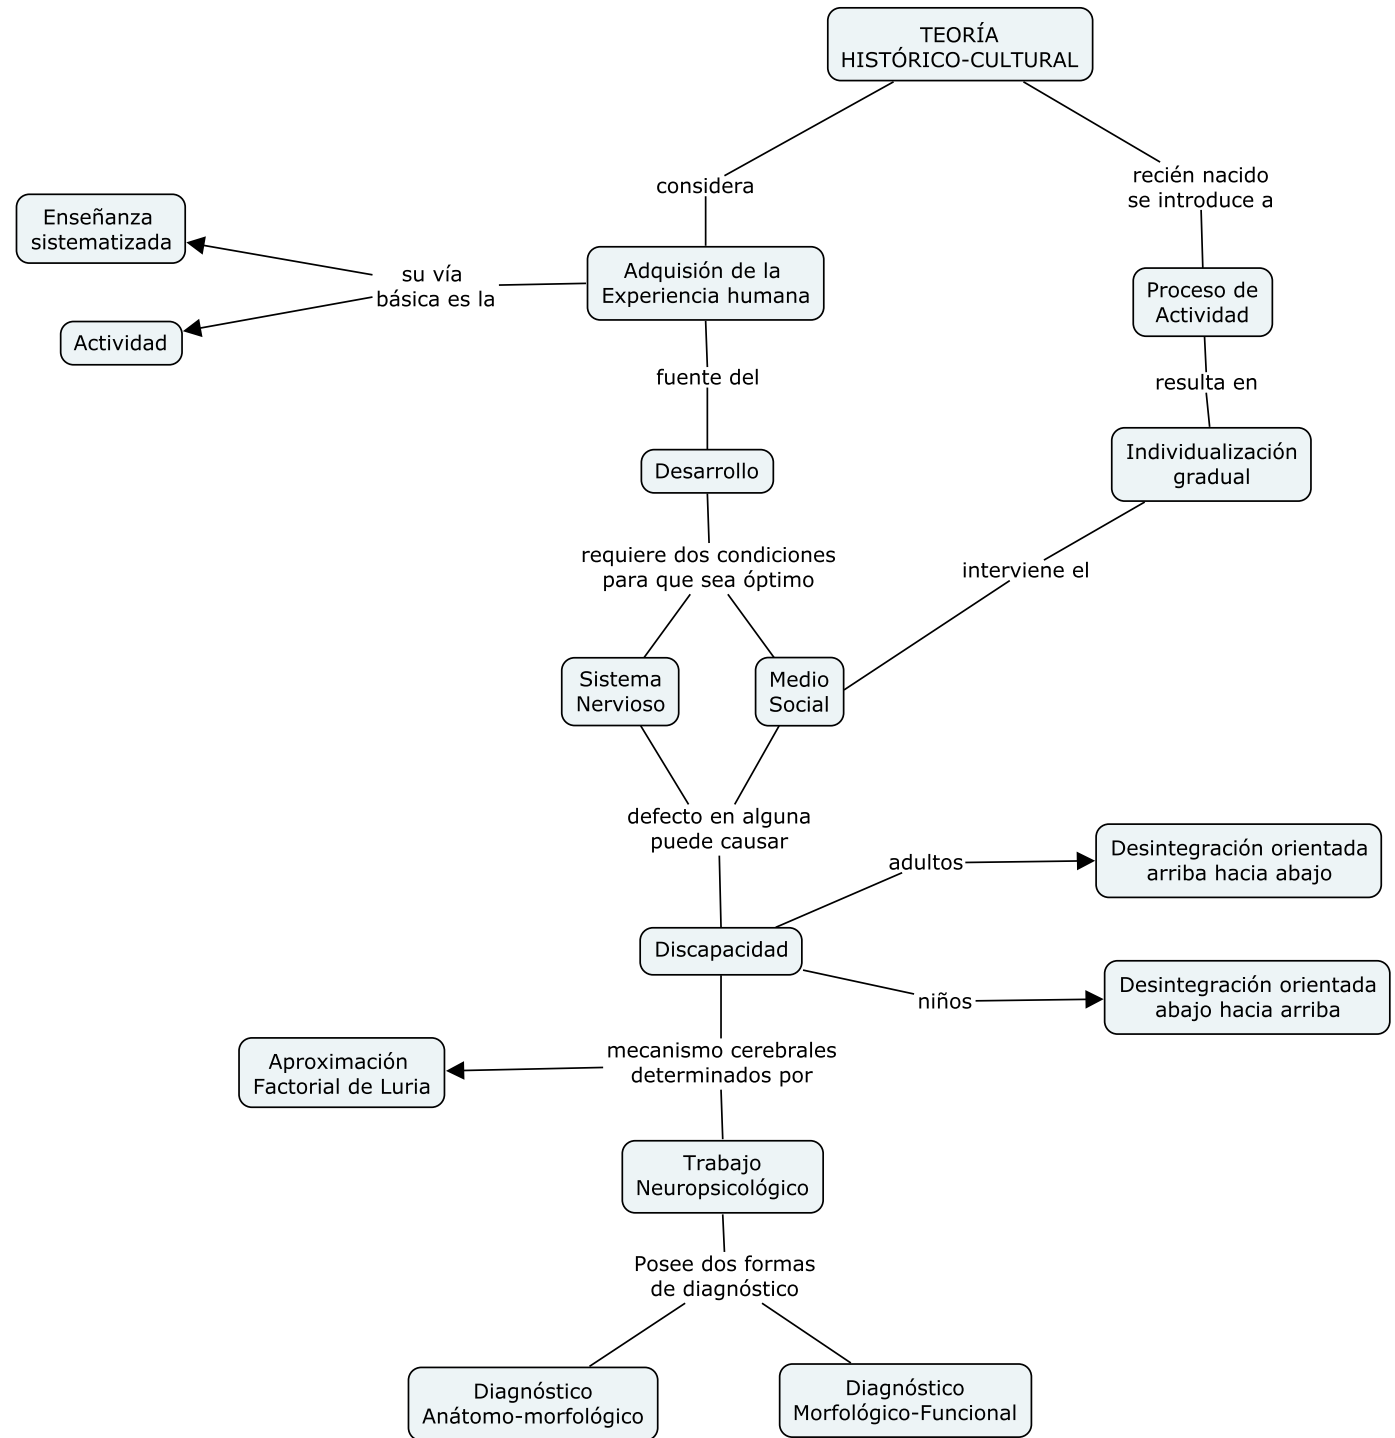 TEORÍA
HISTÓRICO-CULTURAL
considera
recién nacido
se introduce a
Enseñanza
sistematizada
su vía
básica es la
Adquisión de la
Experiencia humana
Proceso de
Actividad
Actividad
fuente del
resulta en
Individualización
gradual
Desarrollo
requiere dos condiciones
para que sea óptimo
interviene el
Sistema
Nervioso
Medio
Social
defecto en alguna
puede causar
adultos
Desintegración orientada
arriba hacia abajo
Discapacidad
niños
Desintegración orientada
abajo hacia arriba
Aproximación
Factorial de Luria
mecanismo cerebrales
determinados por
Trabajo
Neuropsicológico
Posee dos formas
de diagnóstico
Diagnóstico
Anátomo-morfológico
Diagnóstico
Morfológico-Funcional